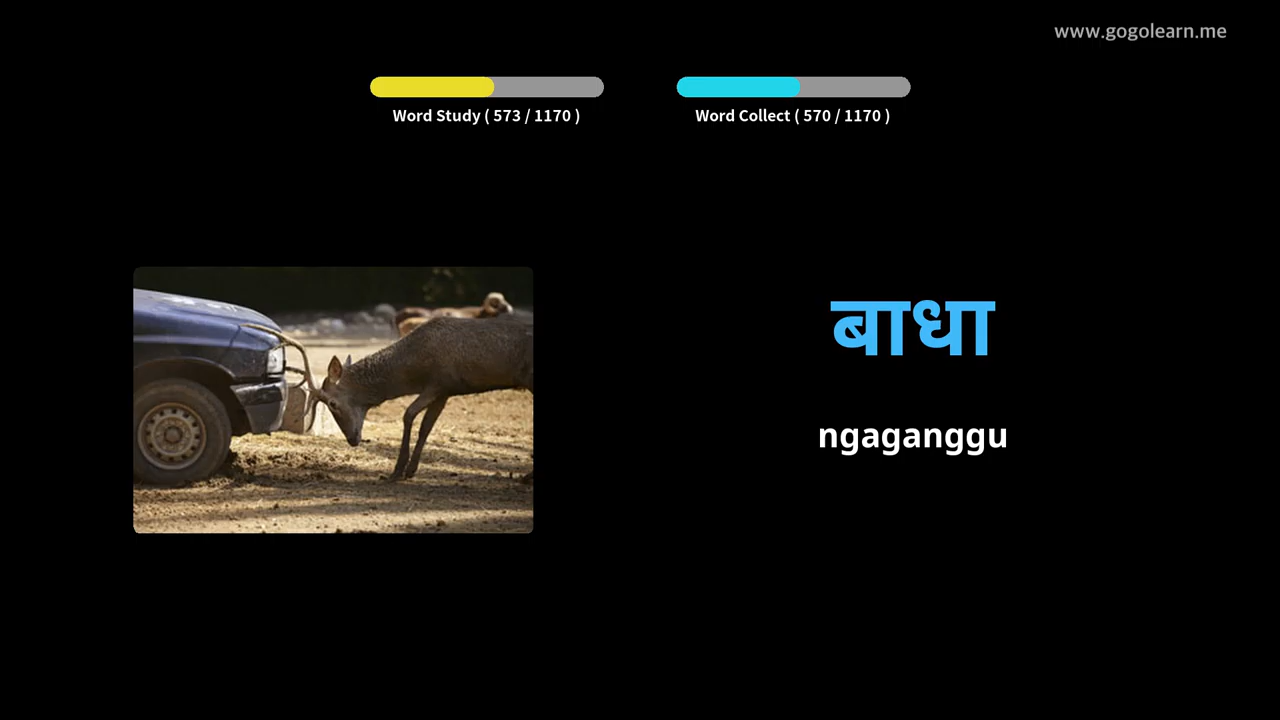 www.gogolearn.me
Word Study ( 573 / 1170 )
Word Collect ( 570 / 1170 )
बाधा
ngaganggu